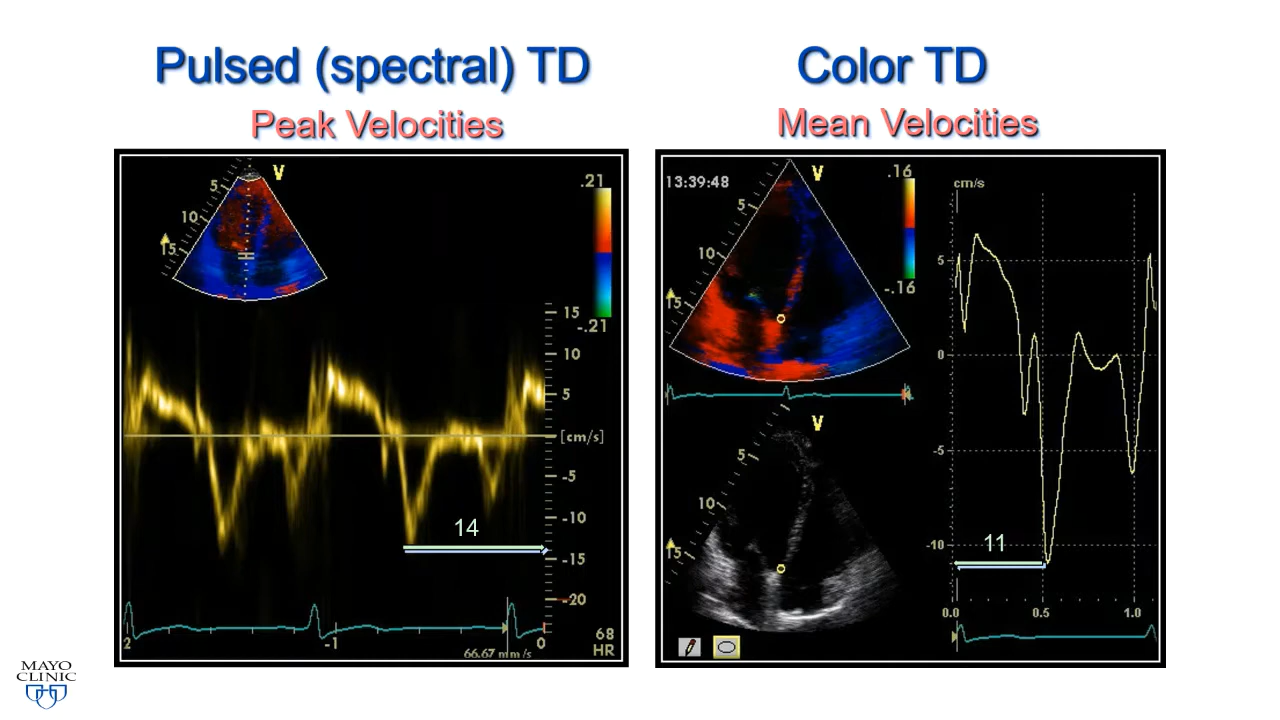 Pulsed (spectral) TD
Peak Velocities
Color TD
Mean Velocities
V
5
10
15
.21
-.21
15
10
5
[cm/s]
-5
-10
-15
-20
14
2
-1
0
66.67 mm/s
68
HR
13:39:48
V
5
10
15
.16
-.16
V
5
10
15
cm/s
5
0
-5
-10
11
0.0
0.5
1.0
MAYO
CLINIC